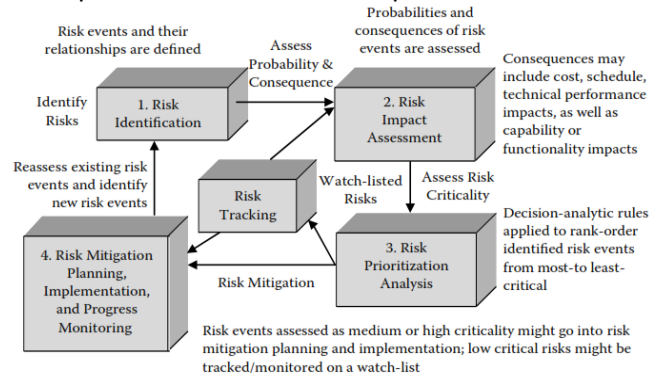 Risk events and their
relationships are defined
Probabilities and
consequences of risk
events are assessed
Assess
Probability &
Consequence
Identify
Risks
1. Risk
Identification
2. Risk
Impact
Assessment
Consequences may
include cost, schedule,
technical performance
impacts, as well as
capability or
functionality impacts
Reassess existing risk
events and identify
new risk events
Risk
Tracking
Watch-listed
Risks
Assess Risk
Criticality
4. Risk Mitigation
Planning,
Implementation,
and Progress
Monitoring
Risk Mitigation
3. Risk
Prioritization
Analysis
Decision-analytic rules
applied to rank-order
identified risk events
from most-to least-
critical
Risk events assessed as medium or high criticality might go into risk
mitigation planning and implementation; low critical risks might be
tracked/monitored on a watch-list